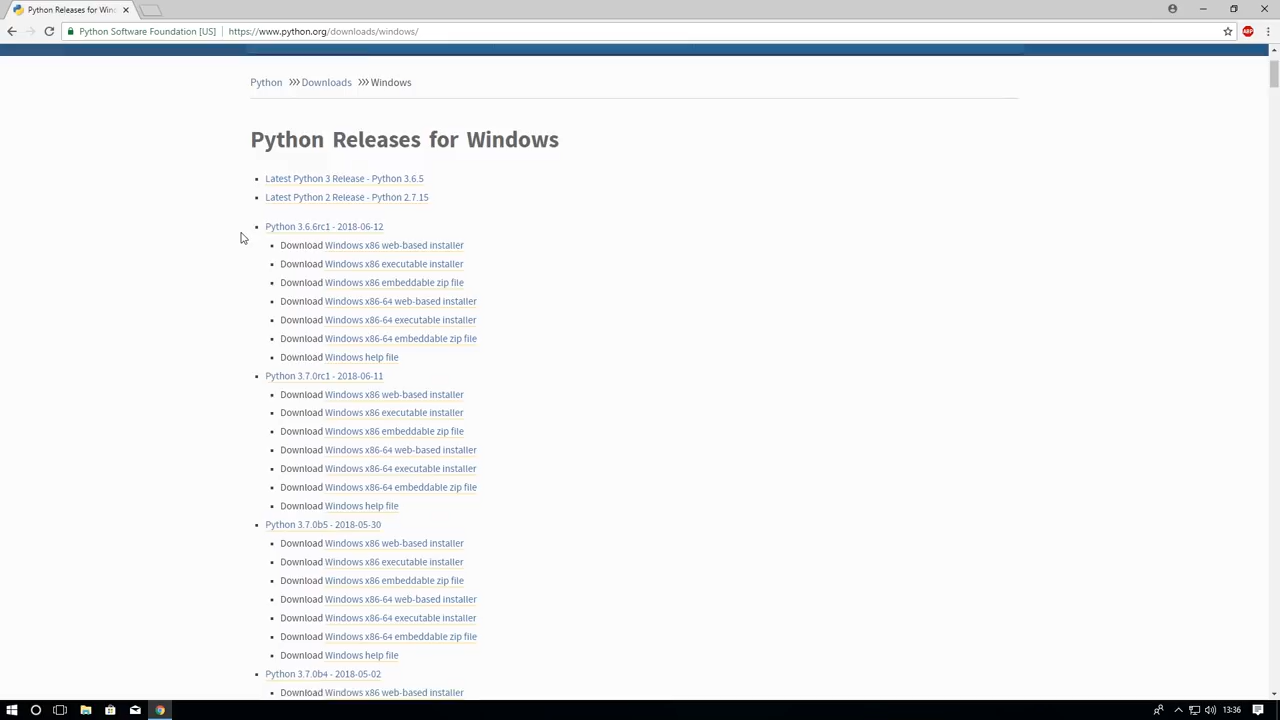 Python Releases for Wind
Python Software Foundation [US]
https://www.python.org/downloads/windows/
ABP
Python >>> Downloads >>> Windows
Python Releases for Windows
Latest Python 3 Release - Python 3.6.5
Latest Python 2 Release - Python 2.7.15
Python 3.6.6rc1 - 2018-06-12
Download Windows x86 web-based installer
Download Windows x86 executable installer
Download Windows x86 embeddable zip file
Download Windows x86-64 web-based installer
Download Windows x86-64 executable installer
Download Windows x86-64 embeddable zip file
Download Windows help file
Python 3.7.0rc1 - 2018-06-11
Download Windows x86 web-based installer
Download Windows x86 executable installer
Download Windows x86 embeddable zip file
Download Windows x86-64 web-based installer
Download Windows x86-64 executable installer
Download Windows x86-64 embeddable zip file
Download Windows help file
Python 3.7.0b5 - 2018-05-30
Download Windows x86 web-based installer
Download Windows x86 executable installer
Download Windows x86 embeddable zip file
Download Windows x86-64 web-based installer
Download Windows x86-64 executable installer
Download Windows x86-64 embeddable zip file
Download Windows help file
Python 3.7.0b4 - 2018-05-02
Download Windows x86 web-based installer
13:36